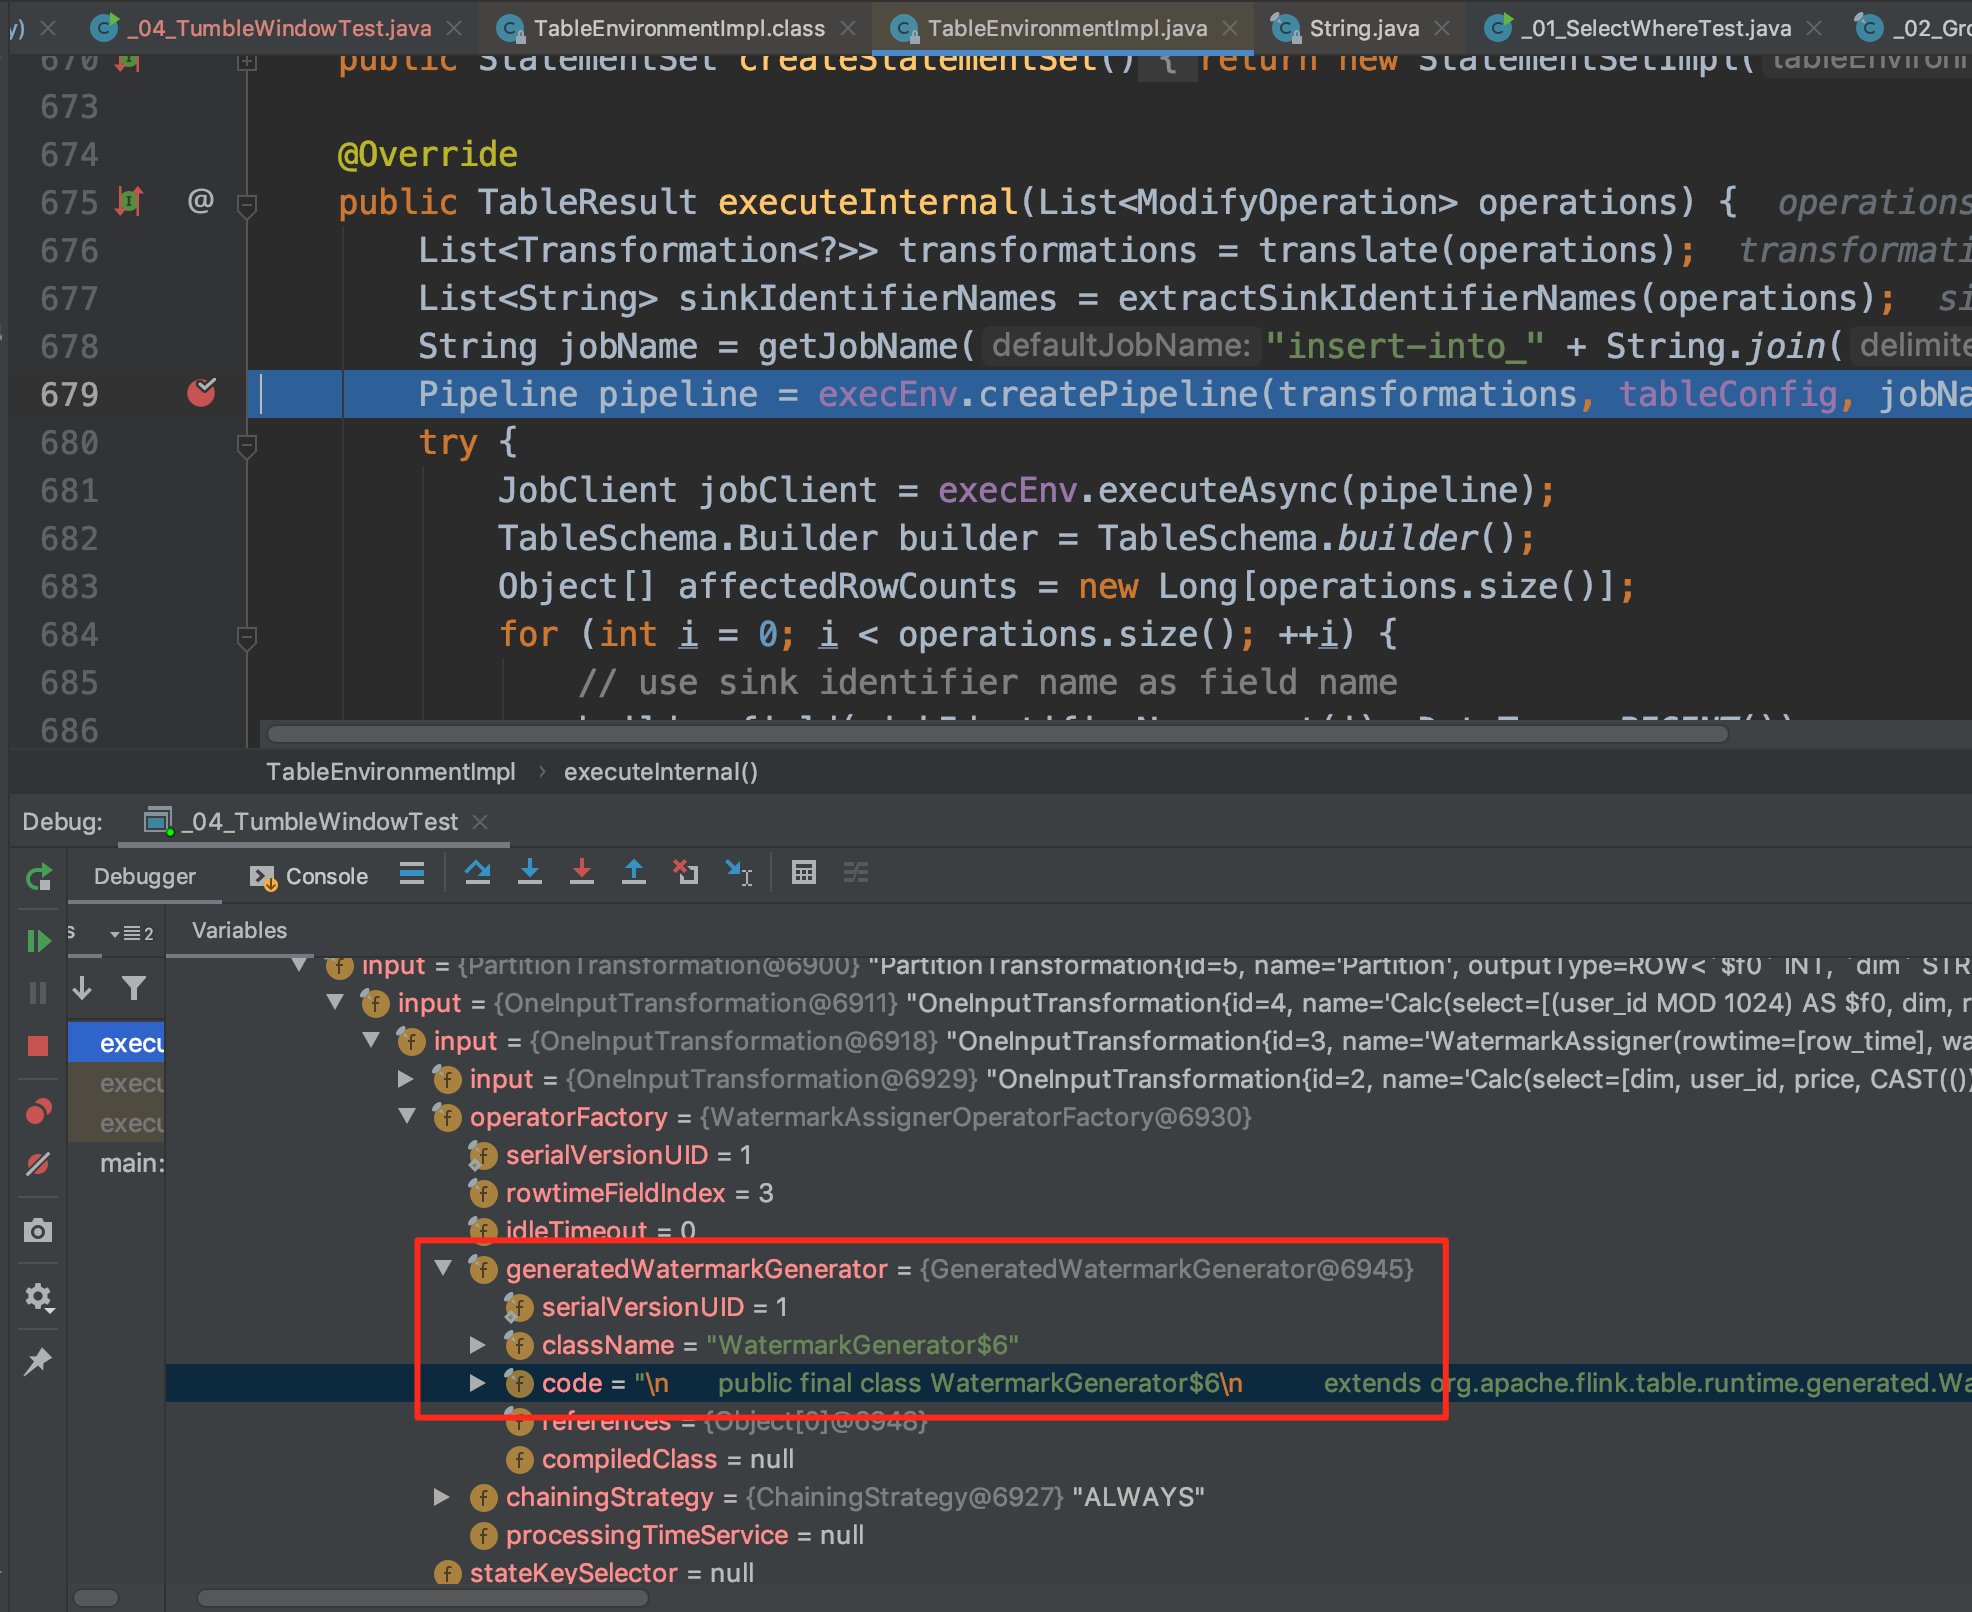 _04_TumbleWindowTest.java TableEnvironmentImpl.class TableEnvironmentImpl.java String.java _01_SelectWhereTest.java _02_Gro
670 public StatementSet createStatementSet() { return new StatementSetImpl( tableEnvironm
673
674 @Override
675 @ public TableResult executeInternal(List<ModifyOperation> operations) { operations
676 List<Transformation<?>> transformations = translate(operations); transformati
677 List<String> sinkIdentifierNames = extractSinkIdentifierNames(operations); si
678 String jobName = getJobName( defaultJobName: "insert-into_" + String.join( delimite
679 Pipeline pipeline = execEnv.createPipeline(transformations, tableConfig, jobNa
680 try {
681 JobClient jobClient = execEnv.executeAsync(pipeline);
682 TableSchema.Builder builder = TableSchema.builder();
683 Object[] affectedRowCounts = new Long[operations.size()];
684 for (int i = 0; i < operations.size(); ++i) {
685 // use sink identifier name as field name
686
TableEnvironmentImpl › executeInternal()
Debug: _04_TumbleWindowTest
Debugger Console
s 2 Variables
input = {PartitionTransformation@6900} "PartitionTransformation{id=5, name='Partition', outputType=ROW<`$f0` INT, `dim` STR
input = {OneInputTransformation@6911} "OneInputTransformation{id=4, name='Calc(select=[(user_id MOD 1024) AS $f0, dim, r
execu input = {OneInputTransformation@6918} "OneInputTransformation{id=3, name='WatermarkAssigner(rowtime=[row_time], wa
execu input = {OneInputTransformation@6929} "OneInputTransformation{id=2, name='Calc(select=[dim, user_id, price, CAST(())
execu operatorFactory = {WatermarkAssignerOperatorFactory@6930}
main: serialVersionUID = 1
rowtimeFieldIndex = 3
idleTimeout = 0
generatedWatermarkGenerator = {GeneratedWatermarkGenerator@6945}
serialVersionUID = 1
className = "WatermarkGenerator$6"
code = "\n public final class WatermarkGenerator$6\n extends org.apache.flink.table.runtime.generated.Wa
references = {Object[0]@6948}
compiledClass = null
chainingStrategy = {ChainingStrategy@6927} "ALWAYS"
processingTimeService = null
stateKeySelector = null